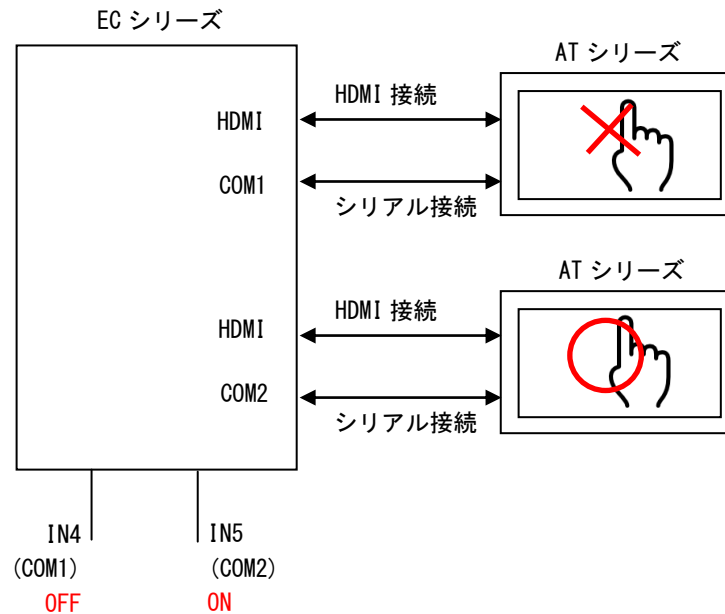 EC シリーズ
AT シリーズ
HDMI 接続
HDMI
COM1
シリアル接続
AT シリーズ
HDMI 接続
HDMI
COM2
シリアル接続
IN4 IN5
(COM1) (COM2)
OFF ON